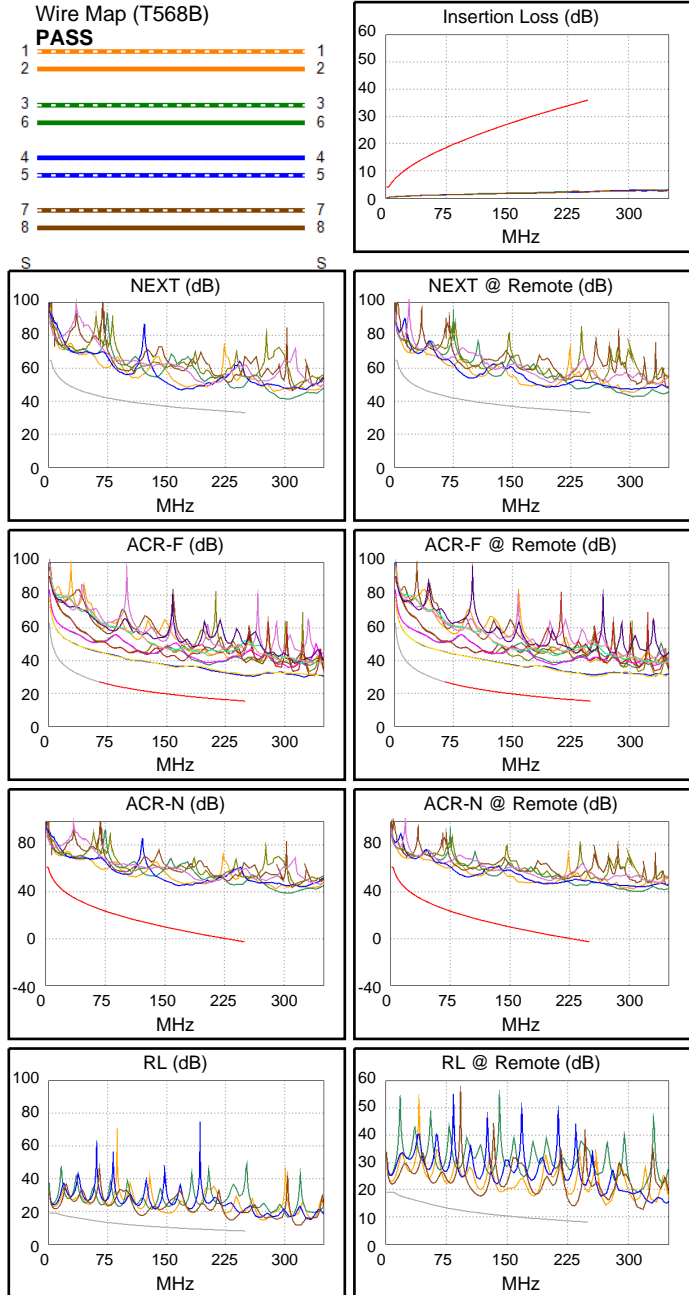 Wire Map (T568B)
PASS
1 1
2 2
3 3
6 6
4 4
5 5
7 7
8 8
S S
Insertion Loss (dB)
60
50
40
30
20
10
0
0 75 150 225 300
MHz
NEXT (dB)
100
80
60
40
20
0
0 75 150 225 300
MHz
NEXT @ Remote (dB)
100
80
60
40
20
0
0 75 150 225 300
MHz
ACR-F (dB)
100
80
60
40
20
0
0 75 150 225 300
MHz
ACR-F @ Remote (dB)
100
80
60
40
20
0
0 75 150 225 300
MHz
ACR-N (dB)
80
40
0
-40
0 75 150 225 300
MHz
ACR-N @ Remote (dB)
80
40
0
-40
0 75 150 225 300
MHz
RL (dB)
100
80
60
40
20
0
0 75 150 225 300
MHz
RL @ Remote (dB)
60
50
40
30
20
10
0
0 75 150 225 300
MHz